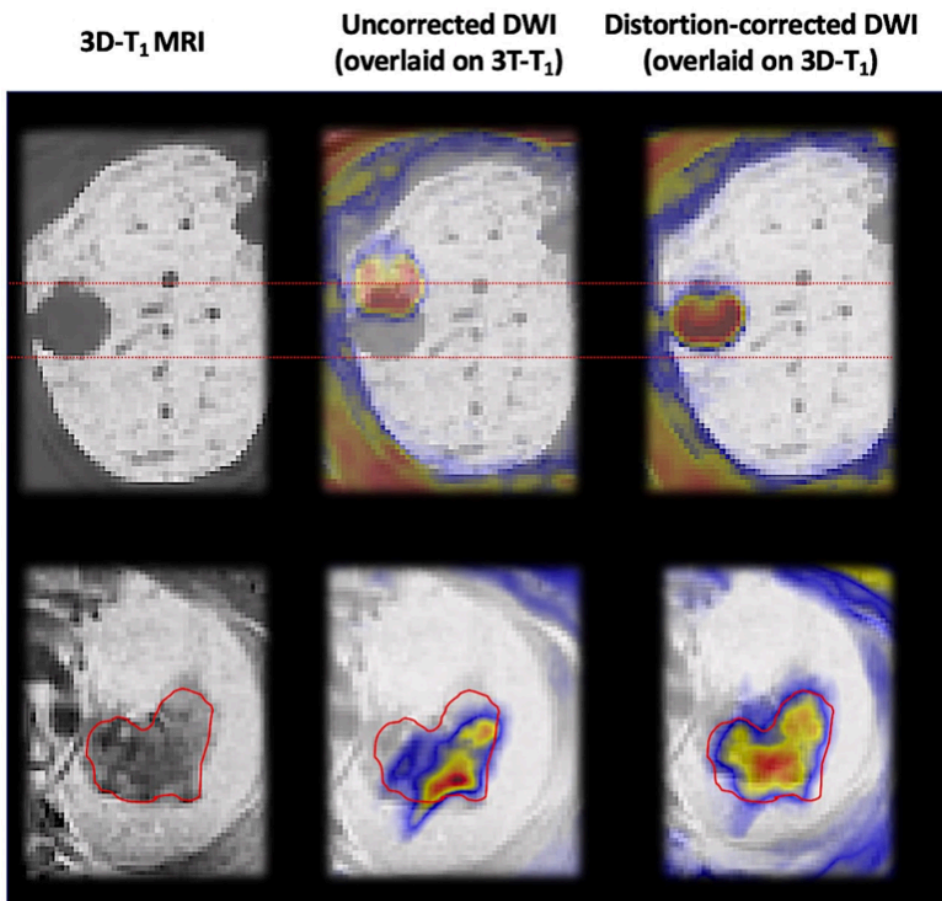 3D-T₁ MRI
Uncorrected DWI
(overlaid on 3T-T₁)
Distortion-corrected DWI
(overlaid on 3D-T₁)